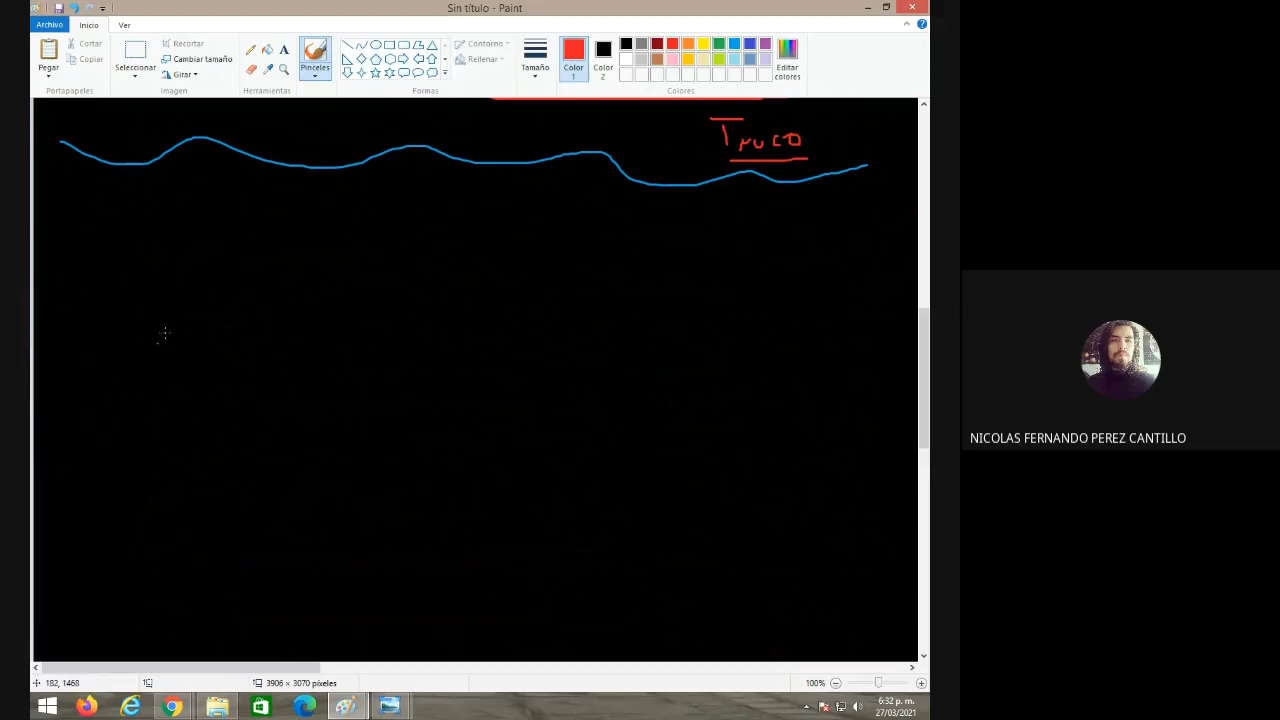 Sin título - Paint
Archivo Inicio Ver
Pegar
Cortar
Copiar
Portapapeles
Seleccionar
Recortar
Cambiar tamaño
Girar
Imagen
Herramientas
Pinceles
Formas
Contorno
Rellenar
Tamaño
Color 1
Color 2
Editar colores
Colores
Truco
NICOLAS FERNANDO PEREZ CANTILLO
182, 1468
3906 × 3070 píxeles
100%
6:32 p. m.
27/03/2021